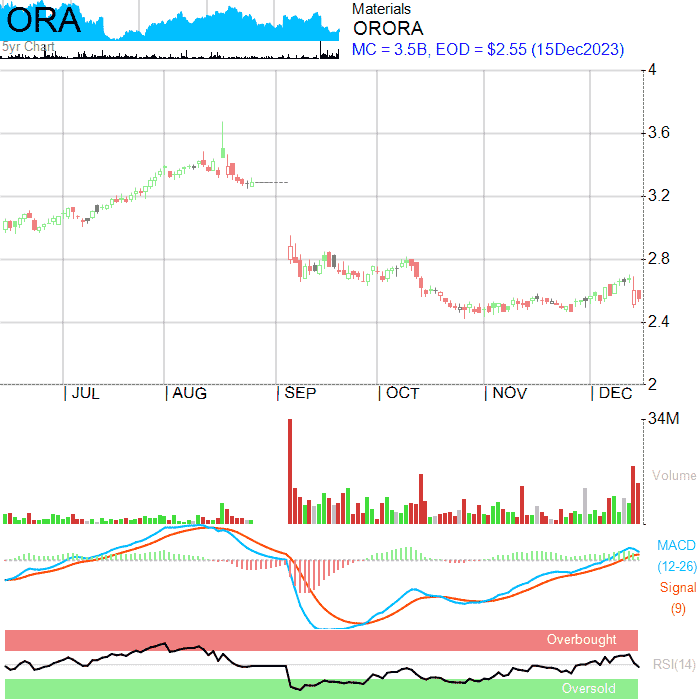 ORA
5yr Chart
Materials
ORORA
MC = 3.5B, EOD = $2.55 (15Dec2023)
4
3.6
3.2
2.8
2.4
2
JUL
AUG
SEP
OCT
NOV
DEC
34M
Volume
MACD
(12-26)
Signal
(9)
Overbought
RSI(14)
Oversold